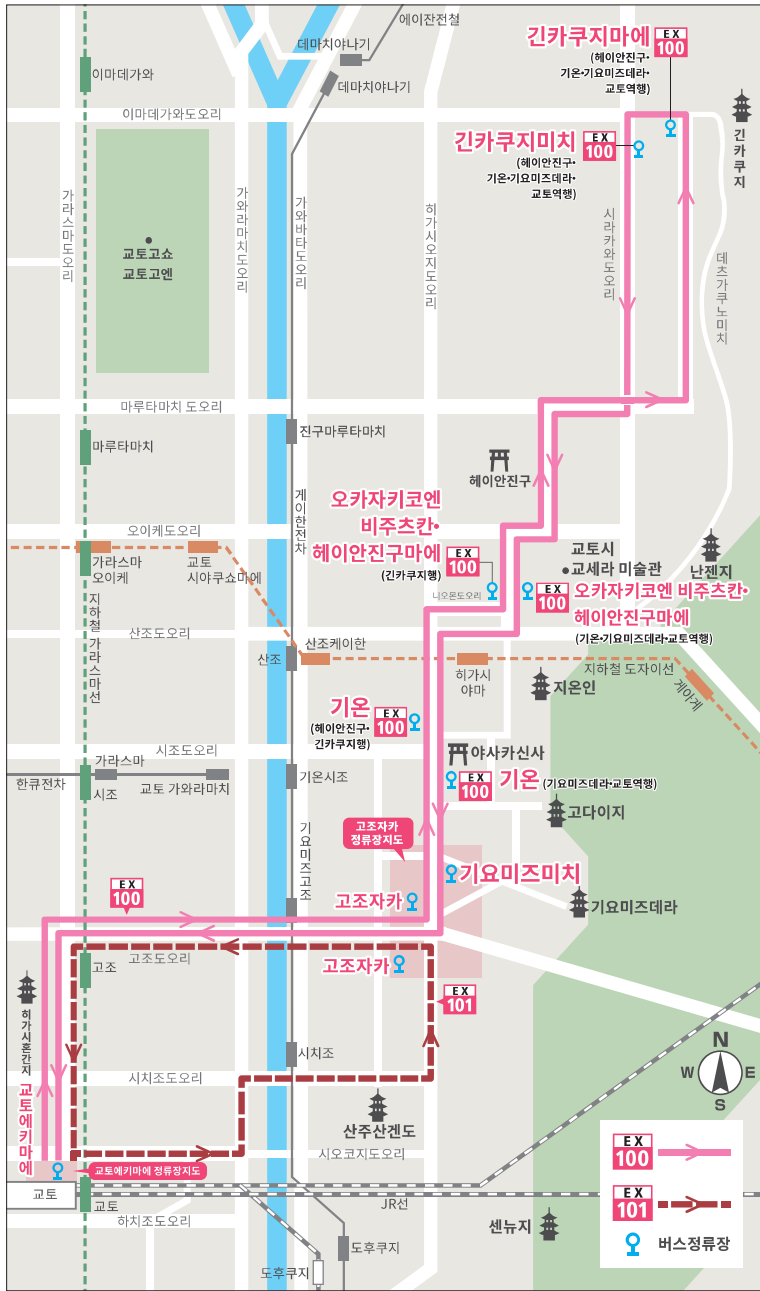 에이잔전철
데마치야나기
데마치야나기
이마데가와
이마데가와도오리
긴카쿠지마에
EX
100
(헤이안진구•
기온•기요미즈데라•
교토역행)
긴카쿠지미치
EX
100
(헤이안진구•
기온•기요미즈데라•
교토역행)
긴카쿠지
가라스마도오리
가와라마치도오리
가와바타도오리
히가시오지도오리
시라카와도오리
데츠가쿠노미치
교토고쇼
교토고엔
마루타마치 도오리
마루타마치
진구마루타마치
헤이안진구
게이한전차
오카자키코엔
비주츠칸•
헤이안진구마에
EX
100
(긴카쿠지행)
니오몬도오리
교토시
교세라 미술관
난젠지
EX
100
오카자키코엔 비주츠칸•
헤이안진구마에
(기온•기요미즈데라•교토역행)
오이케도오리
가라스마
오이케
교토
시야쿠쇼마에
지하철 가라스마선
산조도오리
산조케이한
산조
히가시
야마
지하철 도자이선
게아게
지온인
기온
EX
100
(헤이안진구•
긴카쿠지행)
시조도오리
야사카신사
EX
100
기온
(기요미즈데라•교토역행)
한큐전차
가라스마
시조
교토 가와라마치
기온시조
고다이지
기요미즈고조
고조자카
정류장지도
기요미즈미치
고조자카
기요미즈데라
EX
100
고조자카
고조
고조도오리
EX
101
히가시혼간지
시치조
시치조도오리
교토에키마에
산주산겐도
시오코지도오리
교토에키마에 정류장지도
교토
교토
JR선
하치조도오리
도후쿠지
도후쿠지
센뉴지
N
W
E
S
EX
100
EX
101
버스정류장